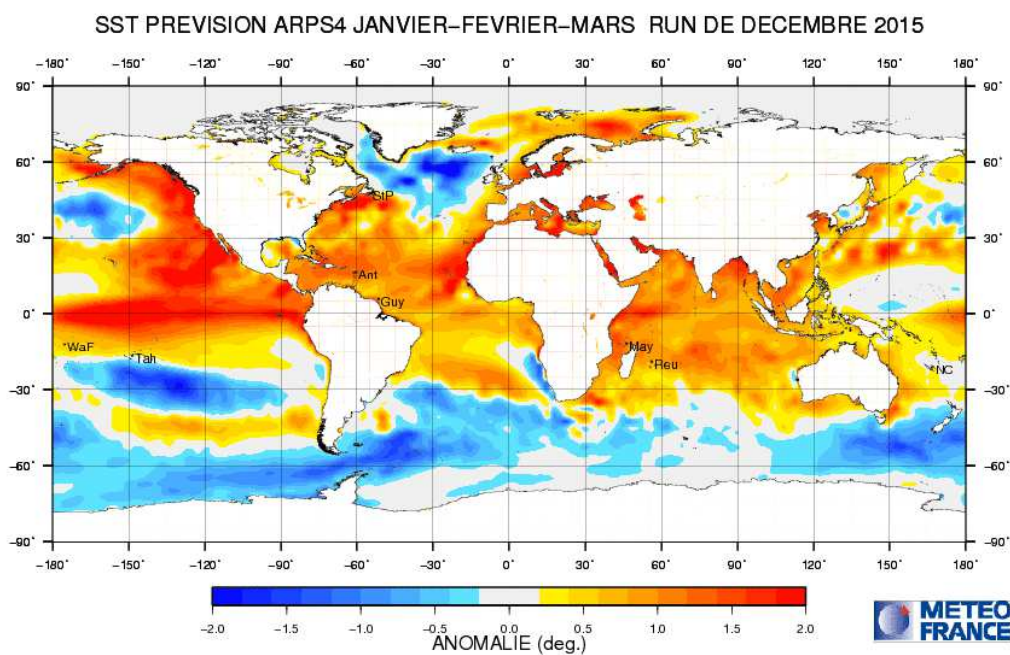 SST PREVISION ARPS4 JANVIER-FEVRIER-MARS RUN DE DECEMBRE 2015
-180° -150° -120° -90° -60° -30° 0° 30° 60° 90° 120° 150° 180°
90° 90°
60° 60°
StP
30° 30°
Ant
Guy
0° 0°
WaF May
Tah Reu NC
-30° -30°
-60° -60°
-90° -90°
-180° -150° -120° -90° -60° -30° 0° 30° 60° 90° 120° 150° 180°
-2.0 -1.5 -1.0 -0.5 0.0 0.5 1.0 1.5 2.0
ANOMALIE (deg.)
METEO
FRANCE